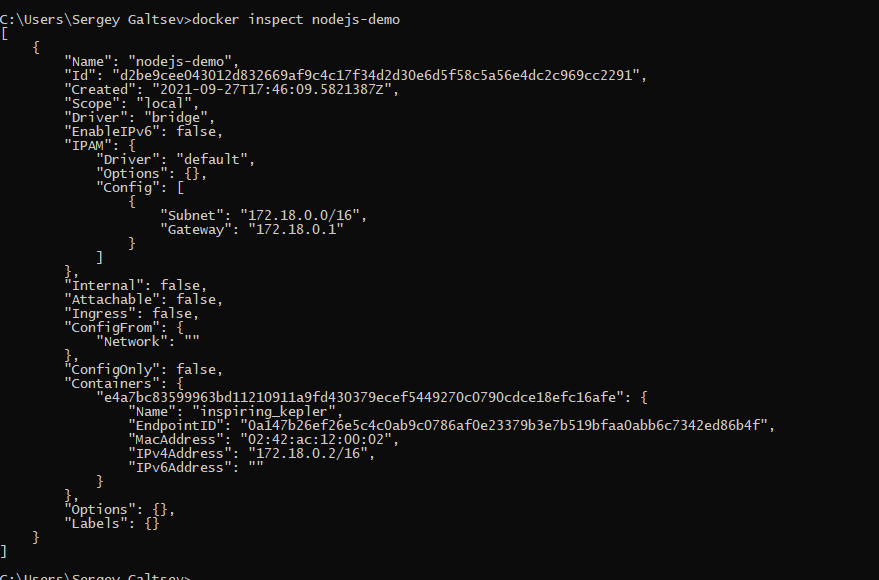 C:\Users\Sergey Galtsev>docker inspect nodejs-demo
[
    {
        "Name": "nodejs-demo",
        "Id": "d2be9cee043012d832669af9c4c17f34d2d30e6d5f58c5a56e4dc2c969cc2291",
        "Created": "2021-09-27T17:46:09.5821387Z",
        "Scope": "local",
        "Driver": "bridge",
        "EnableIPv6": false,
        "IPAM": {
            "Driver": "default",
            "Options": {},
            "Config": [
                {
                    "Subnet": "172.18.0.0/16",
                    "Gateway": "172.18.0.1"
                }
            ]
        },
        "Internal": false,
        "Attachable": false,
        "Ingress": false,
        "ConfigFrom": {
            "Network": ""
        },
        "ConfigOnly": false,
        "Containers": {
            "e4a7bc83599963bd11210911a9fd430379ecef5449270c0790cdce18efc16afe": {
                "Name": "inspiring_kepler",
                "EndpointID": "0a147b26ef26e5c4c0ab9c0786af0e23379b3e7b519bfaa0abb6c7342ed86b4f",
                "MacAddress": "02:42:ac:12:00:02",
                "IPv4Address": "172.18.0.2/16",
                "IPv6Address": ""
            }
        },
        "Options": {},
        "Labels": {}
    }
]
C:\Users\Sergey Galtsev>